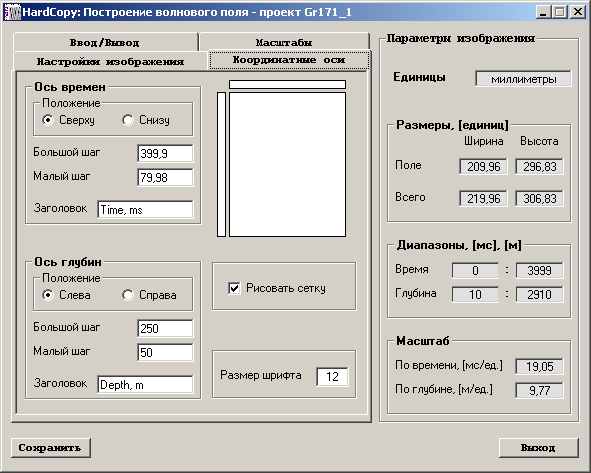 HardCopy: Построение волнового поля - проект Gr171_1
Ввод/Вывод
Масштабы
Настройки изображения
Координатные оси
Ось времен
Положение
Сверху
Снизу
Большой шаг
399,9
Малый шаг
79,98
Заголовок
Time, ms
Ось глубин
Положение
Слева
Справа
Большой шаг
250
Малый шаг
50
Заголовок
Depth, m
Рисовать сетку
Размер шрифта
12
Параметры изображения
Единицы
миллиметры
Размеры, [единиц]
Ширина
Высота
Поле
209,96
296,83
Всего
219,96
306,83
Диапазоны, [мс], [м]
Время
0
:
3999
Глубина
10
:
2910
Масштаб
По времени, [мс/ед.]
19,05
По глубине, [м/ед.]
9,77
Сохранить
Выход